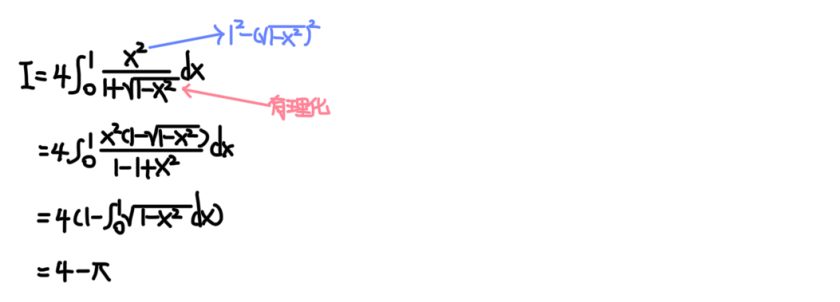 1²-(√1-x²)²
I=4∫₀¹ x²/(1+√1-x²) dx
有理化
=4∫₀¹ x²(1-√1-x²)/(1-1+x²) dx
=4(1-∫₀¹√1-x² dx)
=4-π